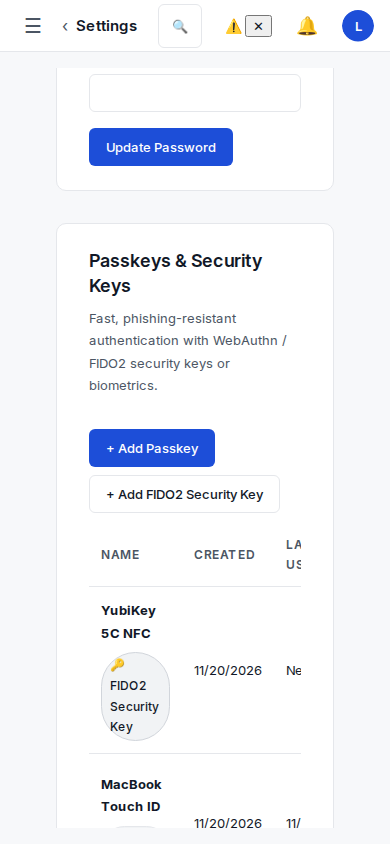 ☰ ‹ Settings 🔍 ⚠️ ✕ 🔔 L
Update Password
Passkeys & Security
Keys
Fast, phishing-resistant
authentication with WebAuthn /
FIDO2 security keys or
biometrics.
+ Add Passkey
+ Add FIDO2 Security Key
NAME CREATED
YubiKey
5C NFC
🔑
FIDO2
Security
Key
11/20/2026
MacBook
Touch ID
11/20/2026 11/